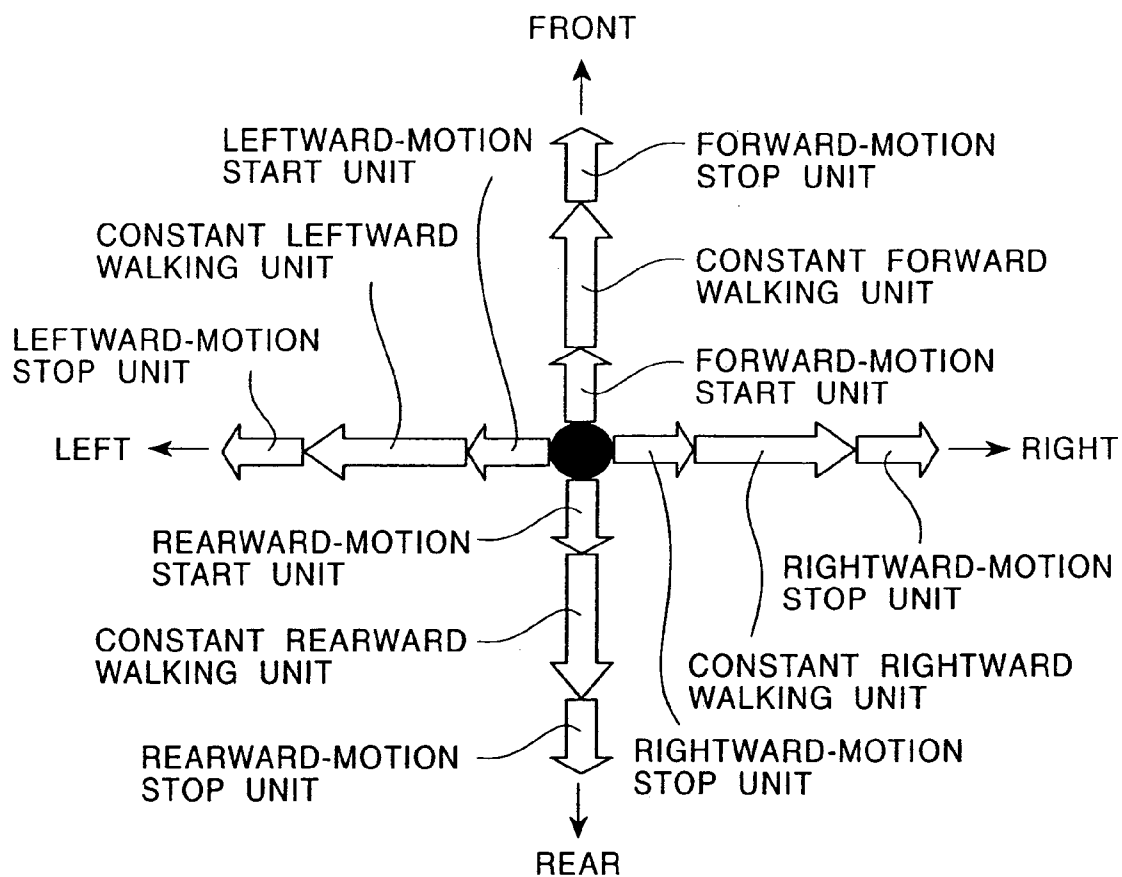 FRONT
LEFTWARD-MOTION
START UNIT
FORWARD-MOTION
STOP UNIT
CONSTANT LEFTWARD
WALKING UNIT
CONSTANT FORWARD
WALKING UNIT
LEFTWARD-MOTION
STOP UNIT
FORWARD-MOTION
START UNIT
LEFT
RIGHT
REARWARD-MOTION
START UNIT
RIGHTWARD-MOTION
STOP UNIT
CONSTANT REARWARD
WALKING UNIT
CONSTANT RIGHTWARD
WALKING UNIT
REARWARD-MOTION
STOP UNIT
RIGHTWARD-MOTION
STOP UNIT
REAR